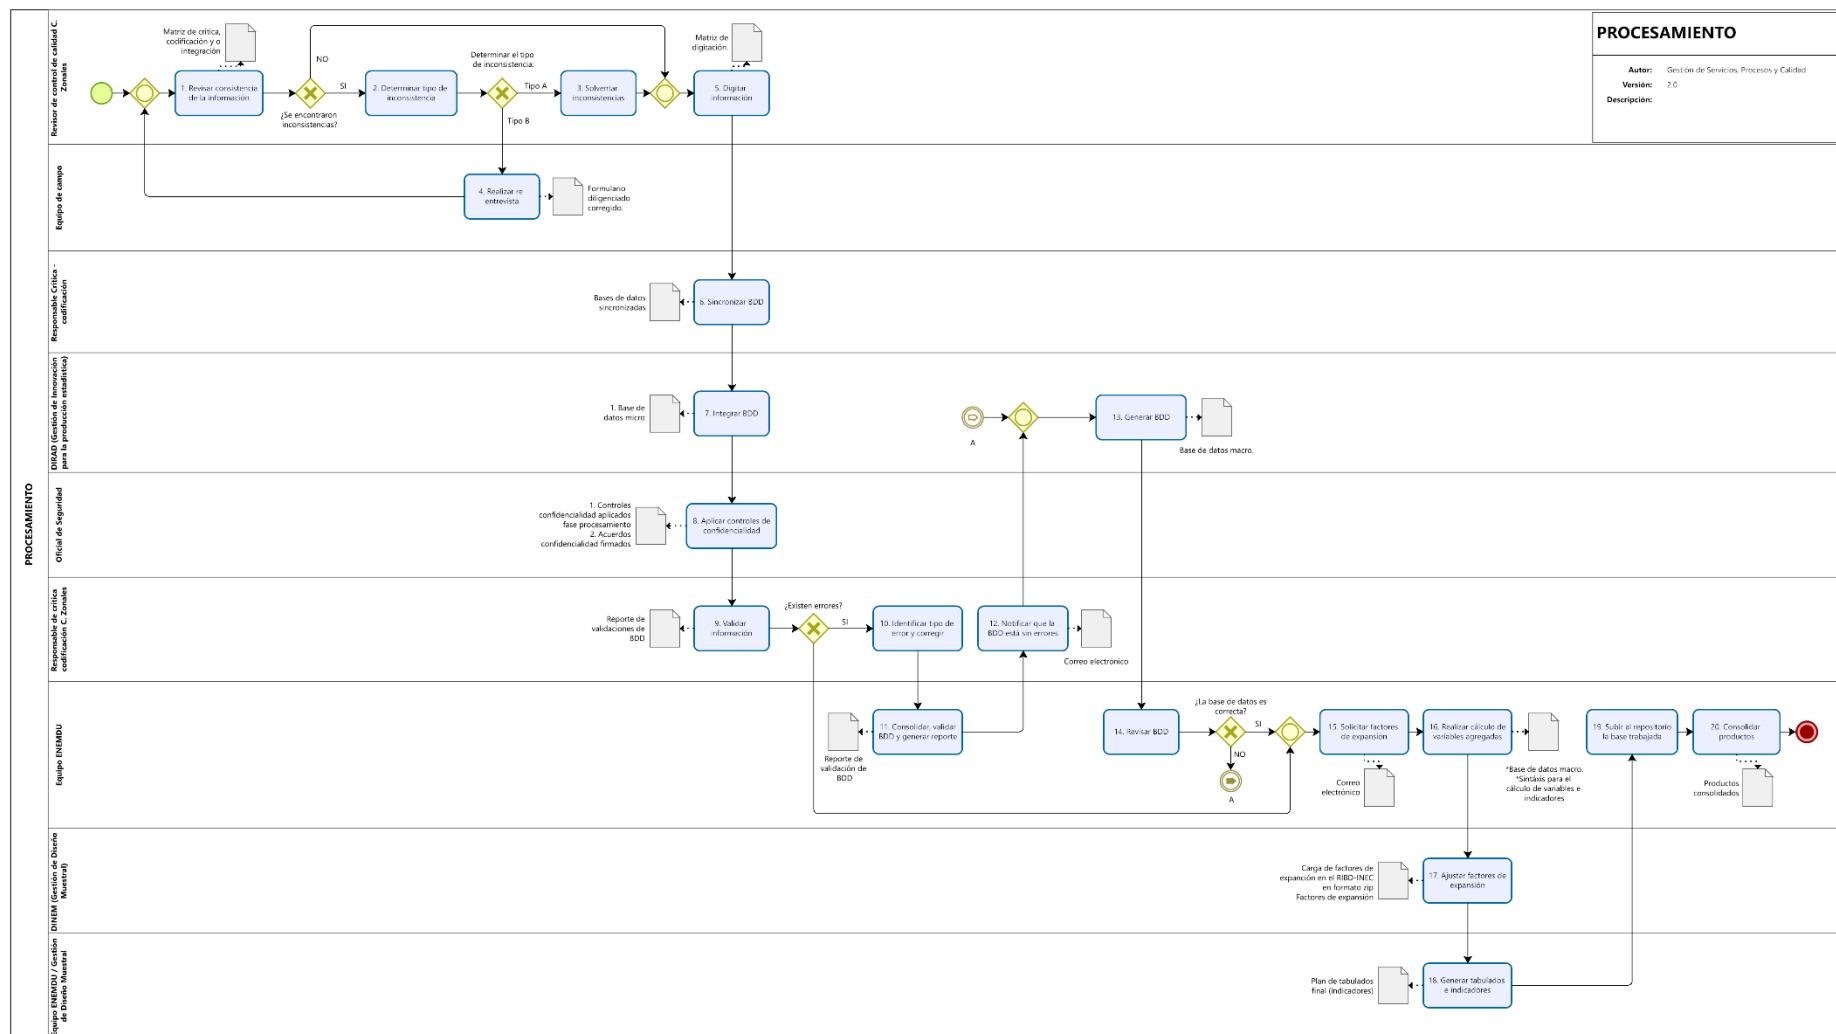 PROCESAMIENTO
Autor: Gestión de Servicios, Procesos y Calidad
Versión: 2.0
Descripción:
PROCESAMIENTO
Revisor de control de calidad C.
Zonales
Matriz de crítica,
codificación y o
integración
1. Revisar consistencia
de la información
NO
SI
¿Se encontraron
inconsistencias?
2. Determinar tipo de
inconsistencia
Determinar el tipo
de inconsistencia:
Tipo A
Tipo B
3. Solventar
inconsistencias
Matriz de
digitación.
5. Digitar
información
Equipo de campo
4. Realizar re
entrevista
Formulario
diligenciado
corregido.
Responsable Crítica -
codificación
Bases de datos
sincronizadas
6. Sincronizar BDD
DIRAD (Gestión de Innovación
para la producción estadística)
1. Base de
datos micro
7. Integrar BDD
A
13. Generar BDD
Base de datos macro.
Oficial de Seguridad
1. Controles
confidencialidad aplicados
fase procesamiento
2. Acuerdos
confidencialidad firmados
8. Aplicar controles de
confidencialidad
Responsable de crítica
codificación C. Zonales
Reporte de
validaciones de
BDD
9. Validar
información
¿Existen errores?
SI
10. Identificar tipo de
error y corregir
12. Notificar que la
BDD está sin errores
Correo electrónico
Equipo ENEMDU
Reporte de
validación de
BDD
11. Consolidar, validar
BDD y generar reporte
14. Revisar BDD
¿La base de datos es
correcta?
SI
NO
A
15. Solicitar factores
de expansión
Correo
electrónico
16. Realizar cálculo de
variables agregadas
*Base de datos macro.
*Sintáxis para el
cálculo de variables e
indicadores
19. Subir al repositorio
la base trabajada
20. Consolidar
productos
Productos
consolidados
DINEM (Gestión de Diseño
Muestral)
Carga de factores de
expanción en el RIBD-INEC
en formato zip
Factores de expansión
17. Ajustar factores de
expansión
Equipo ENEMDU / Gestión
de Diseño Muestral
Plan de tabulados
final (indicadores)
18. Generar tabulados
e indicadores